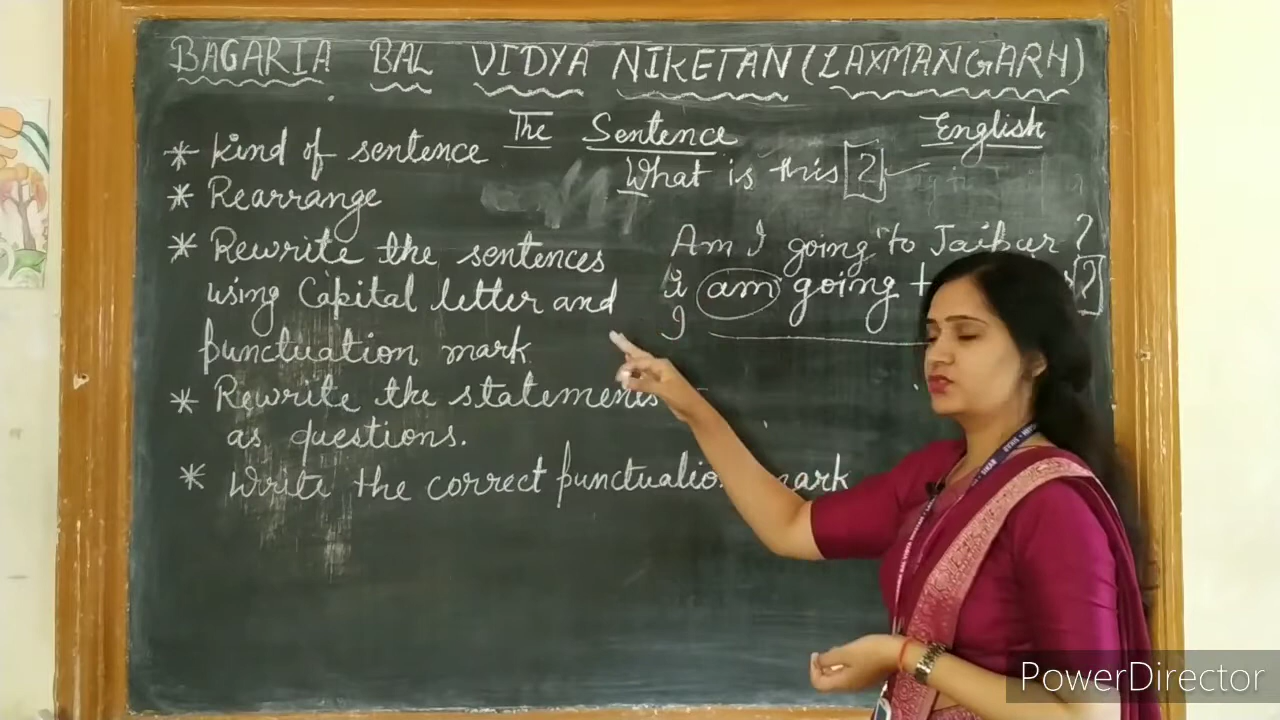 BAGARIA BAL VIDYA NIKETAN (LAXMANGARH)
The Sentence
English
* Kind of sentence
What is this ?
* Rearrange
* Rewrite the sentences
using Capital letter and
punctuation mark
Am I going to Jaipur ?
i am going ?
I
* Rewrite the statements
as questions.
* Write the correct punctuation mark
PowerDirector